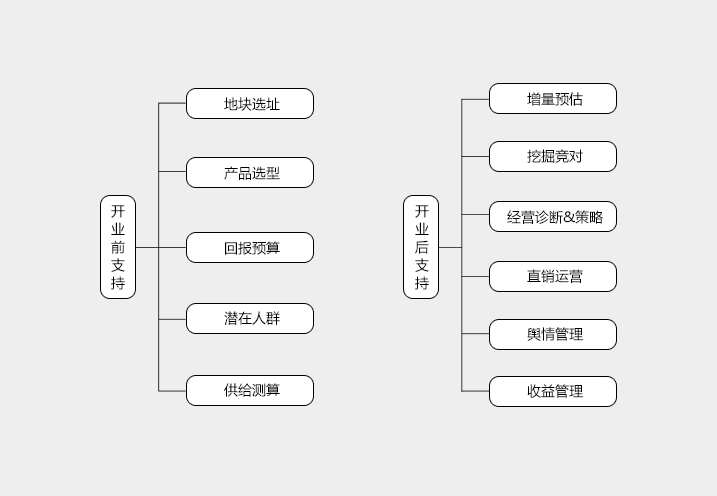 开业前支持
地块选址
产品选型
回报预算
潜在人群
供给测算
开业后支持
增量预估
挖掘竞对
经营诊断&策略
直销运营
舆情管理
收益管理